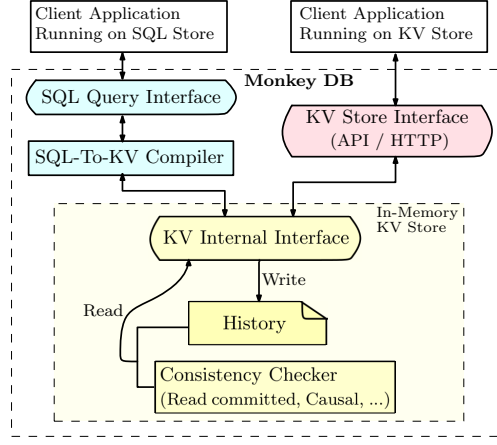 Client Application
Running on SQL Store
Client Application
Running on KV Store
Monkey DB
SQL Query Interface
KV Store Interface
(API / HTTP)
SQL-To-KV Compiler
In-Memory
KV Store
KV Internal Interface
Write
Read
History
Consistency Checker
(Read committed, Causal, ...)